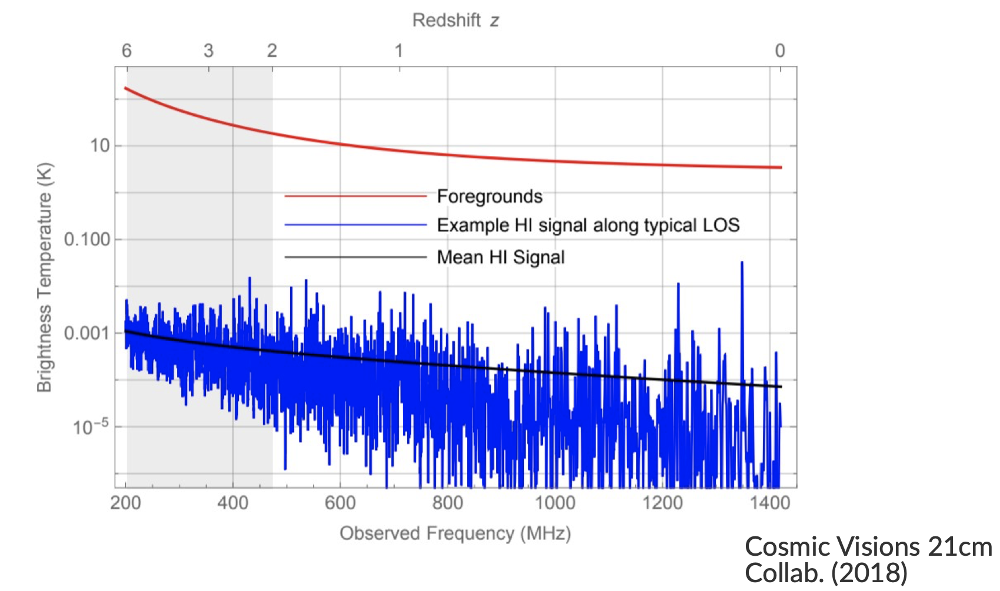 Redshift z
6 3 2 1 0
10
0.100
0.001
10⁻⁵
Brightness Temperature (K)
Foregrounds
Example HI signal along typical LOS
Mean HI Signal
200 400 600 800 1000 1200 1400
Observed Frequency (MHz)
Cosmic Visions 21cm
Collab. (2018)